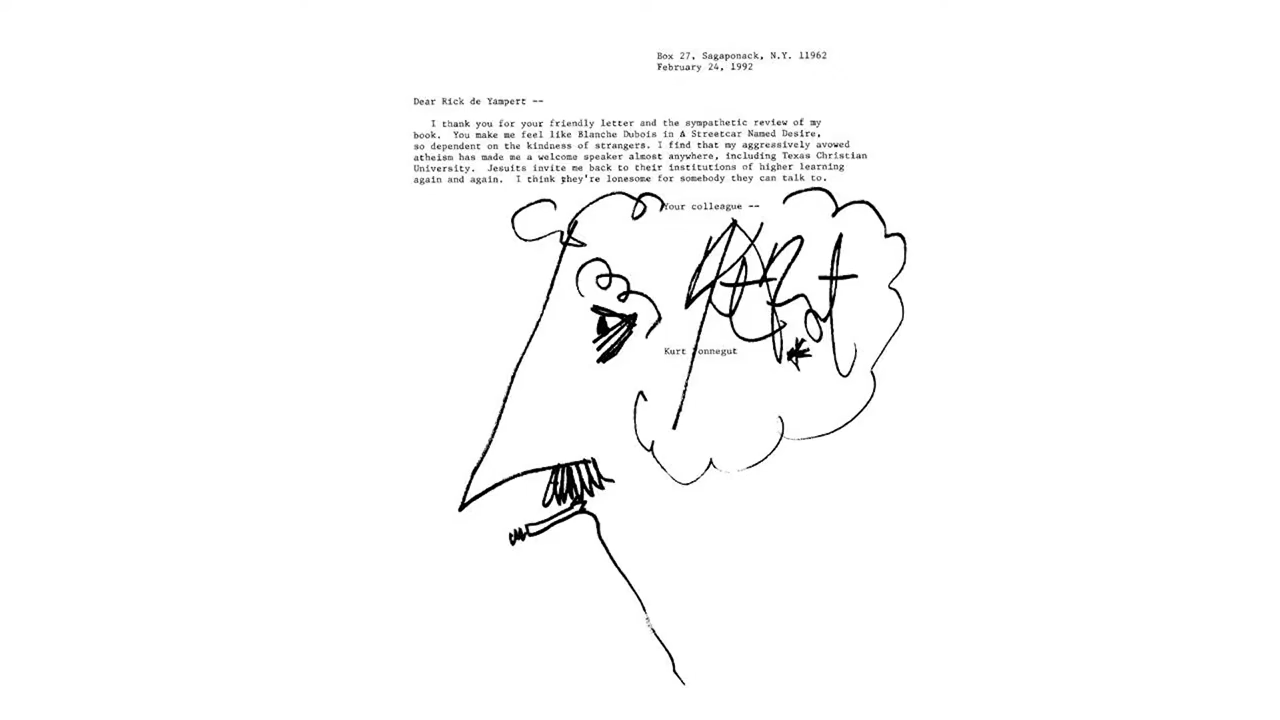 Box 27, Sagaponack, N.Y. 11962
February 24, 1992
Dear Rick de Yampert --
I thank you for your friendly letter and the sympathetic review of my
book. You make me feel like Blanche Dubois in A Streetcar Named Desire,
so dependent on the kindness of strangers. I find that my aggressively avowed
atheism has made me a welcome speaker almost anywhere, including Texas Christian
University. Jesuits invite me back to their institutions of higher learning
again and again. I think they're lonesome for somebody they can talk to.
Your colleague --
Kurt Vonnegut